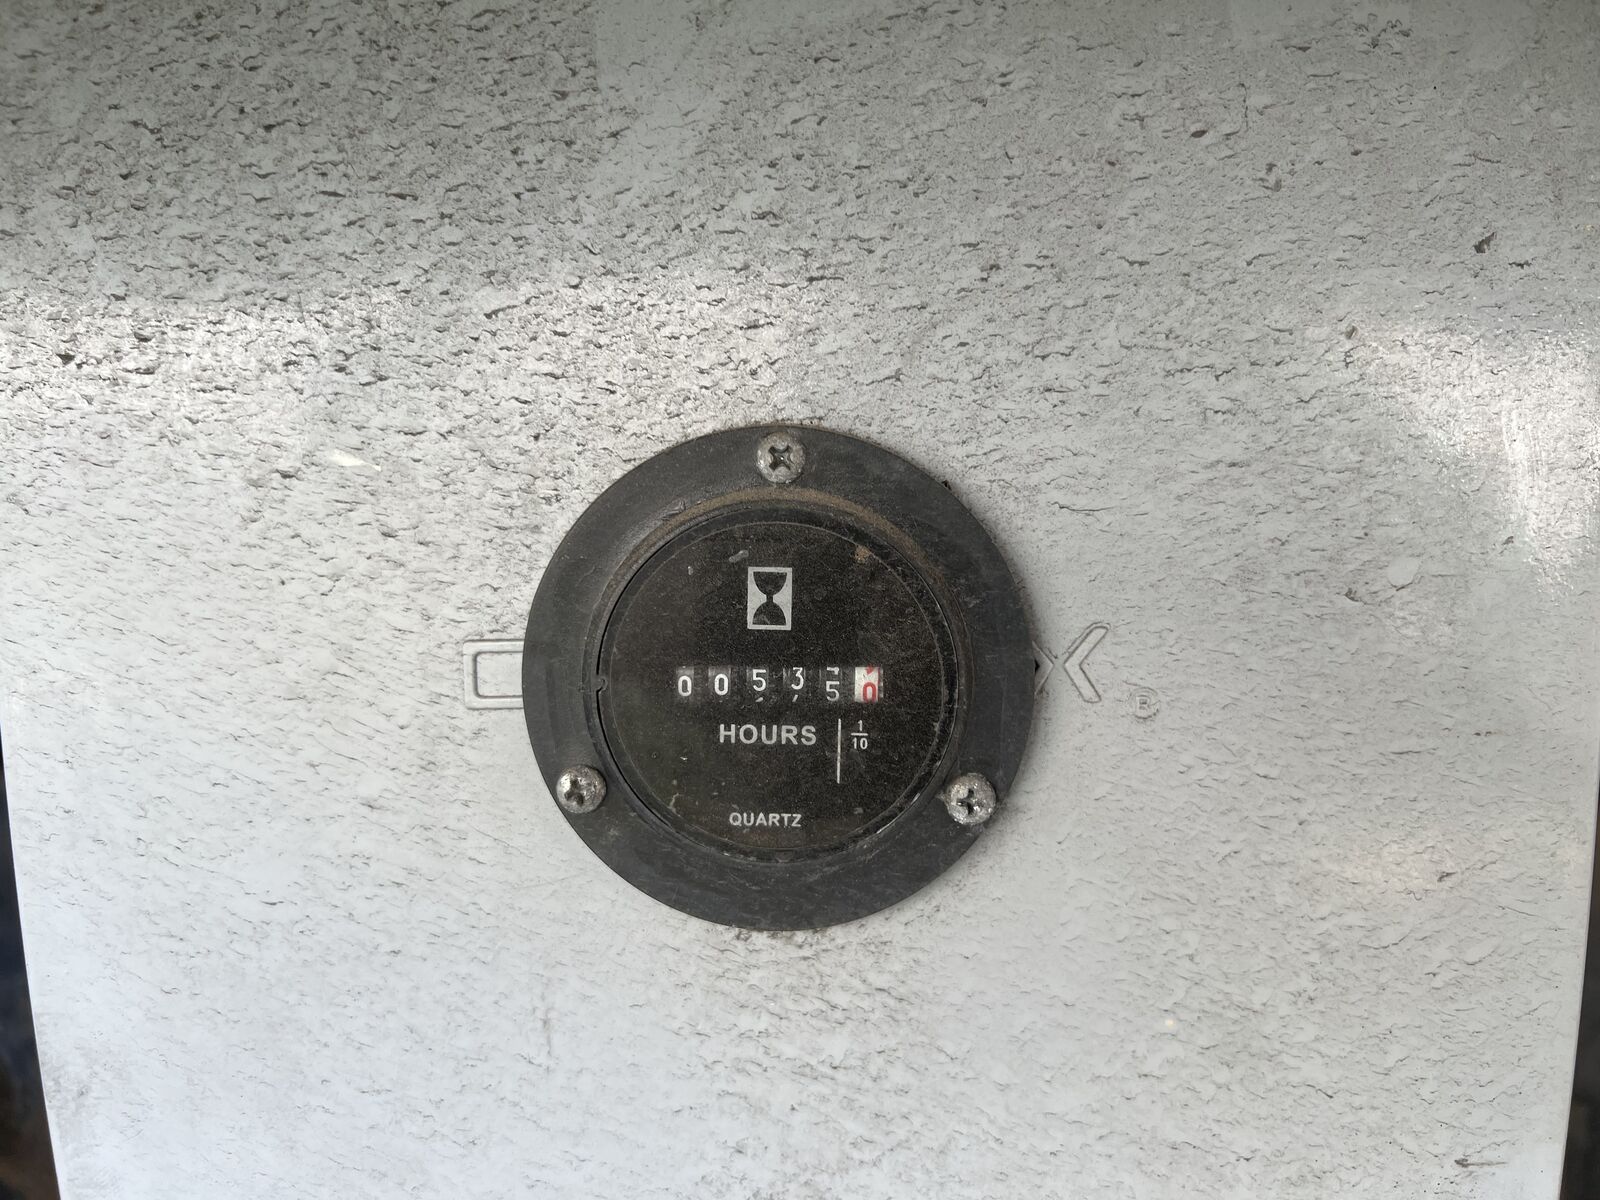 X ®
005350
HOURS 1/10
QUARTZ